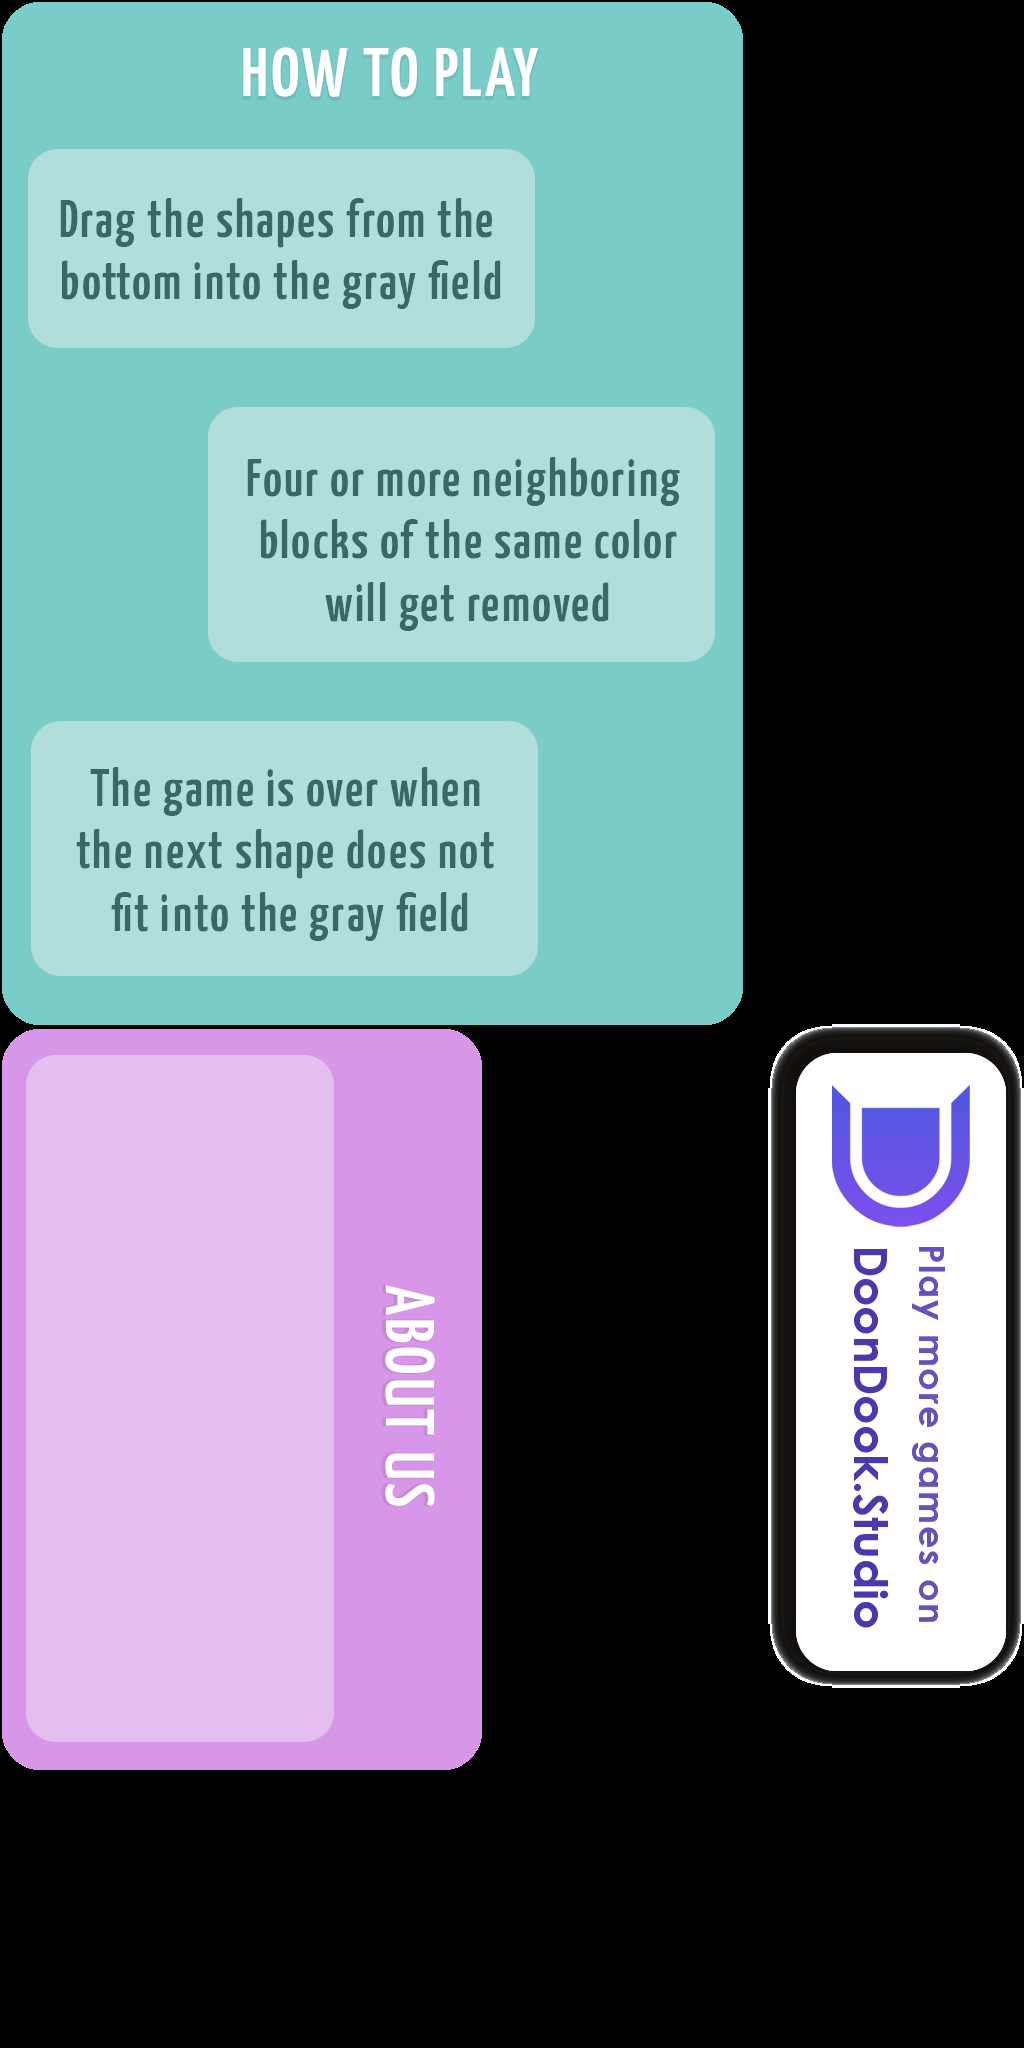 HOW TO PLAY
Drag the shapes from the
bottom into the gray field
Four or more neighboring
blocks of the same color
will get removed
The game is over when
the next shape does not
fit into the gray field
ABOUT US
Play more games on
DoonDook.Studio